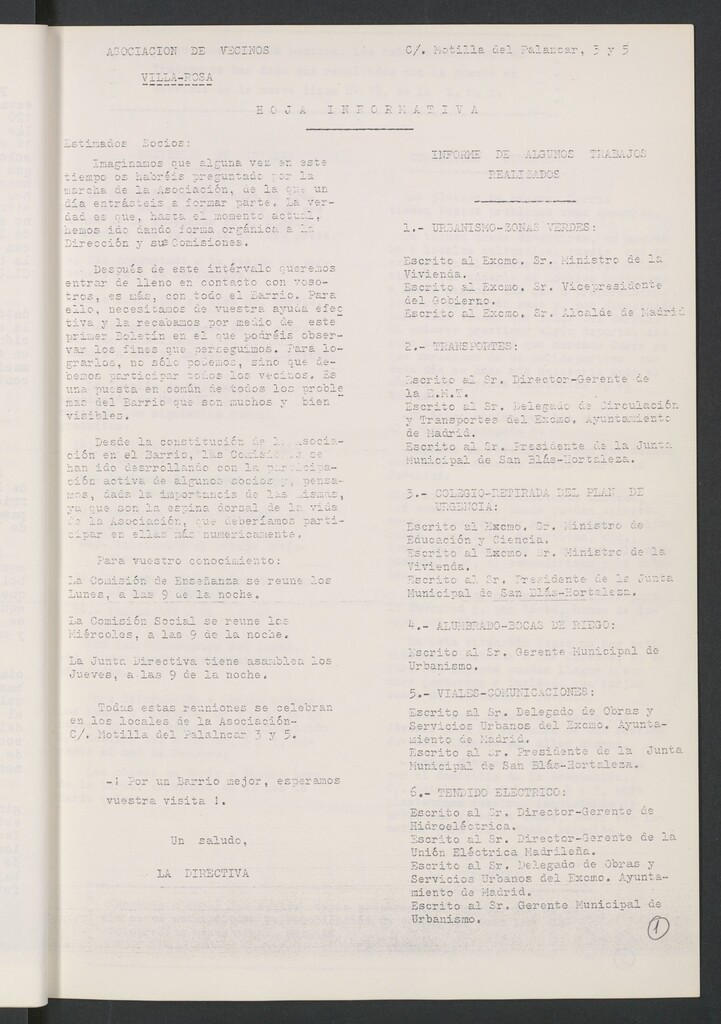 ASOCIACION DE VECINOS
VILLA-ROSA
C/. Motilla del Palancar, 3 y 5
HOJA INFORMATIVA
Estimados Socios:
Imaginamos que alguna vez en este
tiempo os habréis preguntado por la
marcha de la Asociación, de la que un
día entrásteis a formar parte. La ver-
dad es que, hasta el momento actual,
hemos ido dando forma orgánica a la
Dirección y sus Comisiones.
Después de este intérvalo queremos
entrar de lleno en contacto con voso-
tros, es más, con todo el Barrio. Para
ello, necesitamos de vuestra ayuda efec
tiva y la recabamos por medio de este
primer Boletín en el que podréis obser-
var los fines que perseguimos. Para lo-
grarlos, no sólo podemos, sino que de-
bemos participar todos los vecinos. Es
una puesta en común de todos los proble
mas del Barrio que son muchos y bien
visibles.
Desde la constitución de la Asocia-
ción en el Barrio, las Comisiones se
han ido desrrollando con la participa-
ción activa de algunos socios y, pensa-
mos, dada la importancis de las mismas,
ya que son la espina dorsal de la vida
de la Asociación, que deberíamos parti-
cipar en ellas más numericamente.
Para vuestro conocimiento:
La Comisión de Enseñanza se reune los
Lunes, a las 9 de la noche.
La Comisión Social se reune los
Miércoles, a las 9 de la noche.
La Junta Directiva tiene asamblea los
Jueves, a las 9 de la noche.
Todas estas reuniones se celebran
en los locales de la Asociación-
C/. Motilla del Palalncar 3 y 5.
-¡ Por un Barrio mejor, esperamos
vuestra visita !.
Un saludo,
LA DIRECTIVA
INFORME DE ALGUNOS TRABAJOS
REALIZADOS
1.- URBANISMO-ZONAS VERDES:
Escrito al Excmo. Sr. Ministro de la
Vivienda.
Escrito al Excmo. Sr. Vicepresidente
del Gobierno.
Escrito al Excmo. Sr. Alcalde de Madrid
2.- TRANSPORTES:
Escrito al Sr. Director-Gerente de
la E.M.T.
Escrito al Sr. Delegado de Circulación
y Transportes del Excmo. Ayuntamiento
de Madrid.
Escrito al Sr. Presidente de la Junta
Municipal de San Blás-Hortaleza.
3.- COLEGIO-RETIRADA DEL PLAN DE
URGENCIA:
Escrito al Excmo. Sr. Ministro de
Educación y Ciencia.
Escrito al Excmo. Sr. Ministro de la
Vivienda.
Escrito al Sr. Presidente de la Junta
Municipal de San Blás-Hortaleza.
4.- ALUMBRADO-BOCAS DE RIEGO:
Escrito al Sr. Gerente Municipal de
Urbanismo.
5.- VIALES-COMUNICACIONES:
Escrito al Sr. Delegado de Obras y
Servicios Urbanos del Excmo. Ayunta-
miento de Madrid.
Escrito al Sr. Presidente de la Junta
Municipal de San Blás-Hortaleza.
6.- TENDIDO ELECTRICO:
Escrito al Sr. Director-Gerente de
Hidroeléctrica.
Escrito al Sr. Director-Gerente de la
Unión Eléctrica Madrileña.
Escrito al Sr. Delegado de Obras y
Servicios Urbanos del Excmo. Ayunta-
miento de Madrid.
Escrito al Sr. Gerente Municipal de
Urbanismo.
1